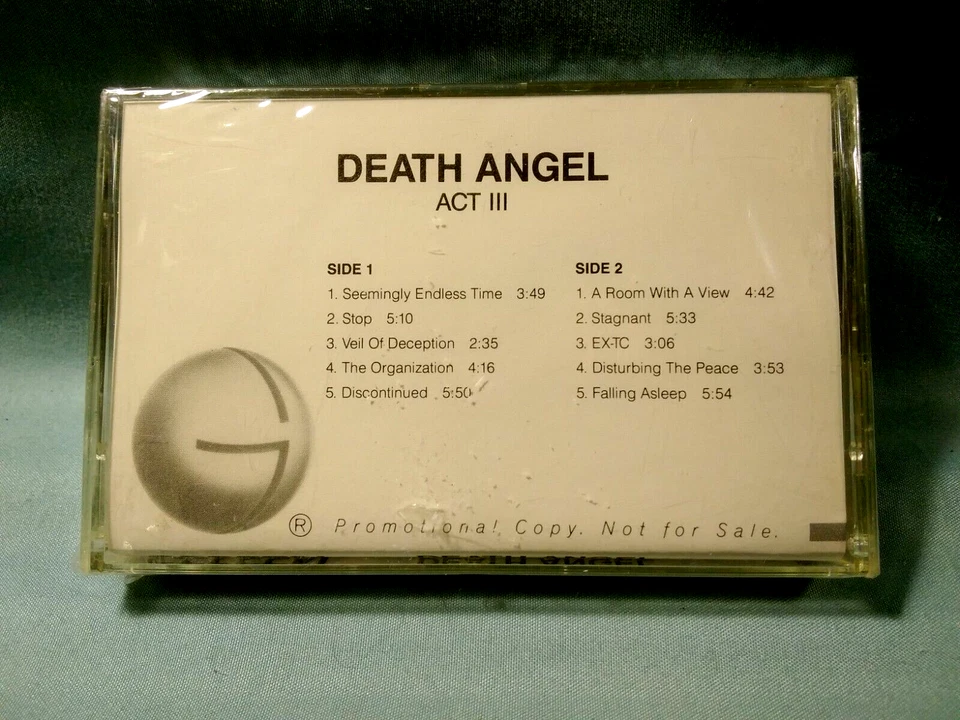 DEATH ANGEL
ACT III
SIDE 1
1. Seemingly Endless Time 3:49
2. Stop 5:10
3. Veil Of Deception 2:35
4. The Organization 4:16
5. Discontinued 5:50
SIDE 2
1. A Room With A View 4:42
2. Stagnant 5:33
3. EX-TC 3:06
4. Disturbing The Peace 3:53
5. Falling Asleep 5:54
G
® Promotional Copy. Not for Sale.
DEATH ANGEL